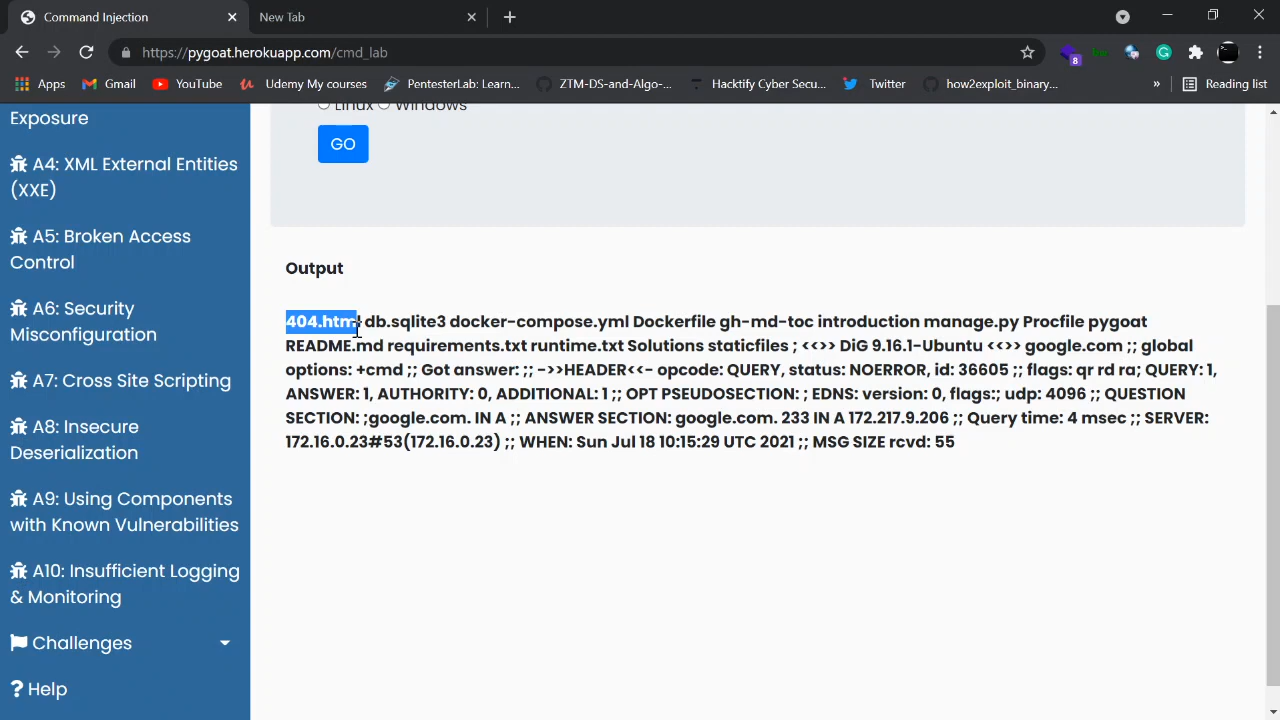 Command Injection
New Tab
https://pygoat.herokuapp.com/cmd_lab
8
Apps
Gmail
YouTube
Udemy My courses
PentesterLab: Learn...
ZTM-DS-and-Algo-...
Hacktify Cyber Secu...
Twitter
how2exploit_binary...
»
Reading list
Exposure
A4: XML External Entities
(XXE)
A5: Broken Access
Control
A6: Security
Misconfiguration
A7: Cross Site Scripting
A8: Insecure
Deserialization
A9: Using Components
with Known Vulnerabilities
A10: Insufficient Logging
& Monitoring
Challenges
Help
Linux Windows
GO
Output
404.html db.sqlite3 docker-compose.yml Dockerfile gh-md-toc introduction manage.py Procfile pygoat
README.md requirements.txt runtime.txt Solutions staticfiles ; <<>> DiG 9.16.1-Ubuntu <<>> google.com ;; global
options: +cmd ;; Got answer: ;; ->>HEADER<<- opcode: QUERY, status: NOERROR, id: 36605 ;; flags: qr rd ra; QUERY: 1,
ANSWER: 1, AUTHORITY: 0, ADDITIONAL: 1 ;; OPT PSEUDOSECTION: ; EDNS: version: 0, flags:; udp: 4096 ;; QUESTION
SECTION: ;google.com. IN A ;; ANSWER SECTION: google.com. 233 IN A 172.217.9.206 ;; Query time: 4 msec ;; SERVER:
172.16.0.23#53(172.16.0.23) ;; WHEN: Sun Jul 18 10:15:29 UTC 2021 ;; MSG SIZE rcvd: 55